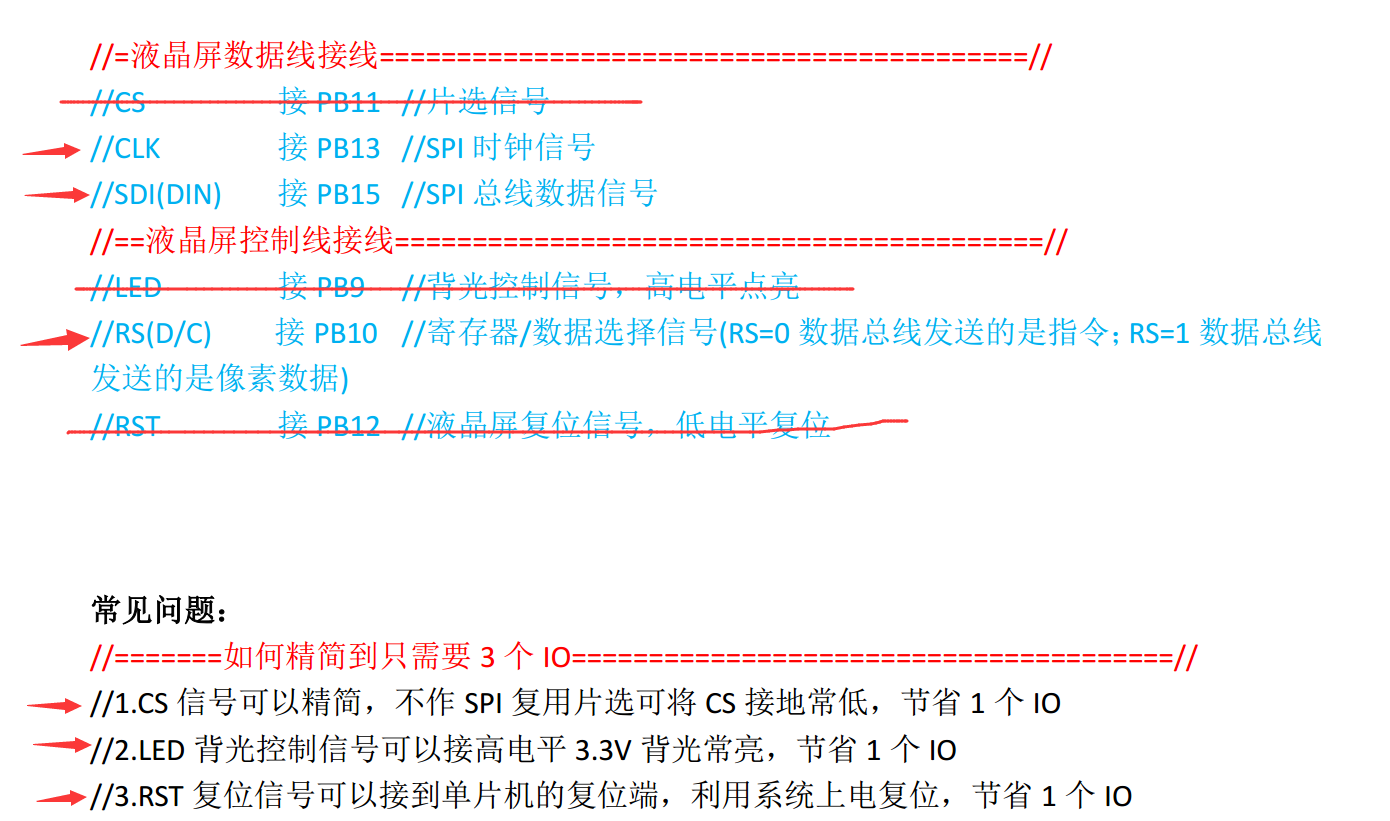 //=液晶屏数据线接线==========================================//
//CS 接 PB11 //片选信号
//CLK 接 PB13 //SPI 时钟信号
//SDI(DIN) 接 PB15 //SPI 总线数据信号
//==液晶屏控制线接线==========================================//
//LED 接 PB9 //背光控制信号，高电平点亮
//RS(D/C) 接 PB10 //寄存器/数据选择信号(RS=0 数据总线发送的是指令；RS=1 数据总线
发送的是像素数据)
//RST 接 PB12 //液晶屏复位信号，低电平复位
常见问题：
//=======如何精简到只需要 3 个 IO=======================================//
//1.CS 信号可以精简，不作 SPI 复用片选可将 CS 接地常低，节省 1 个 IO
//2.LED 背光控制信号可以接高电平 3.3V 背光常亮，节省 1 个 IO
//3.RST 复位信号可以接到单片机的复位端，利用系统上电复位，节省 1 个 IO